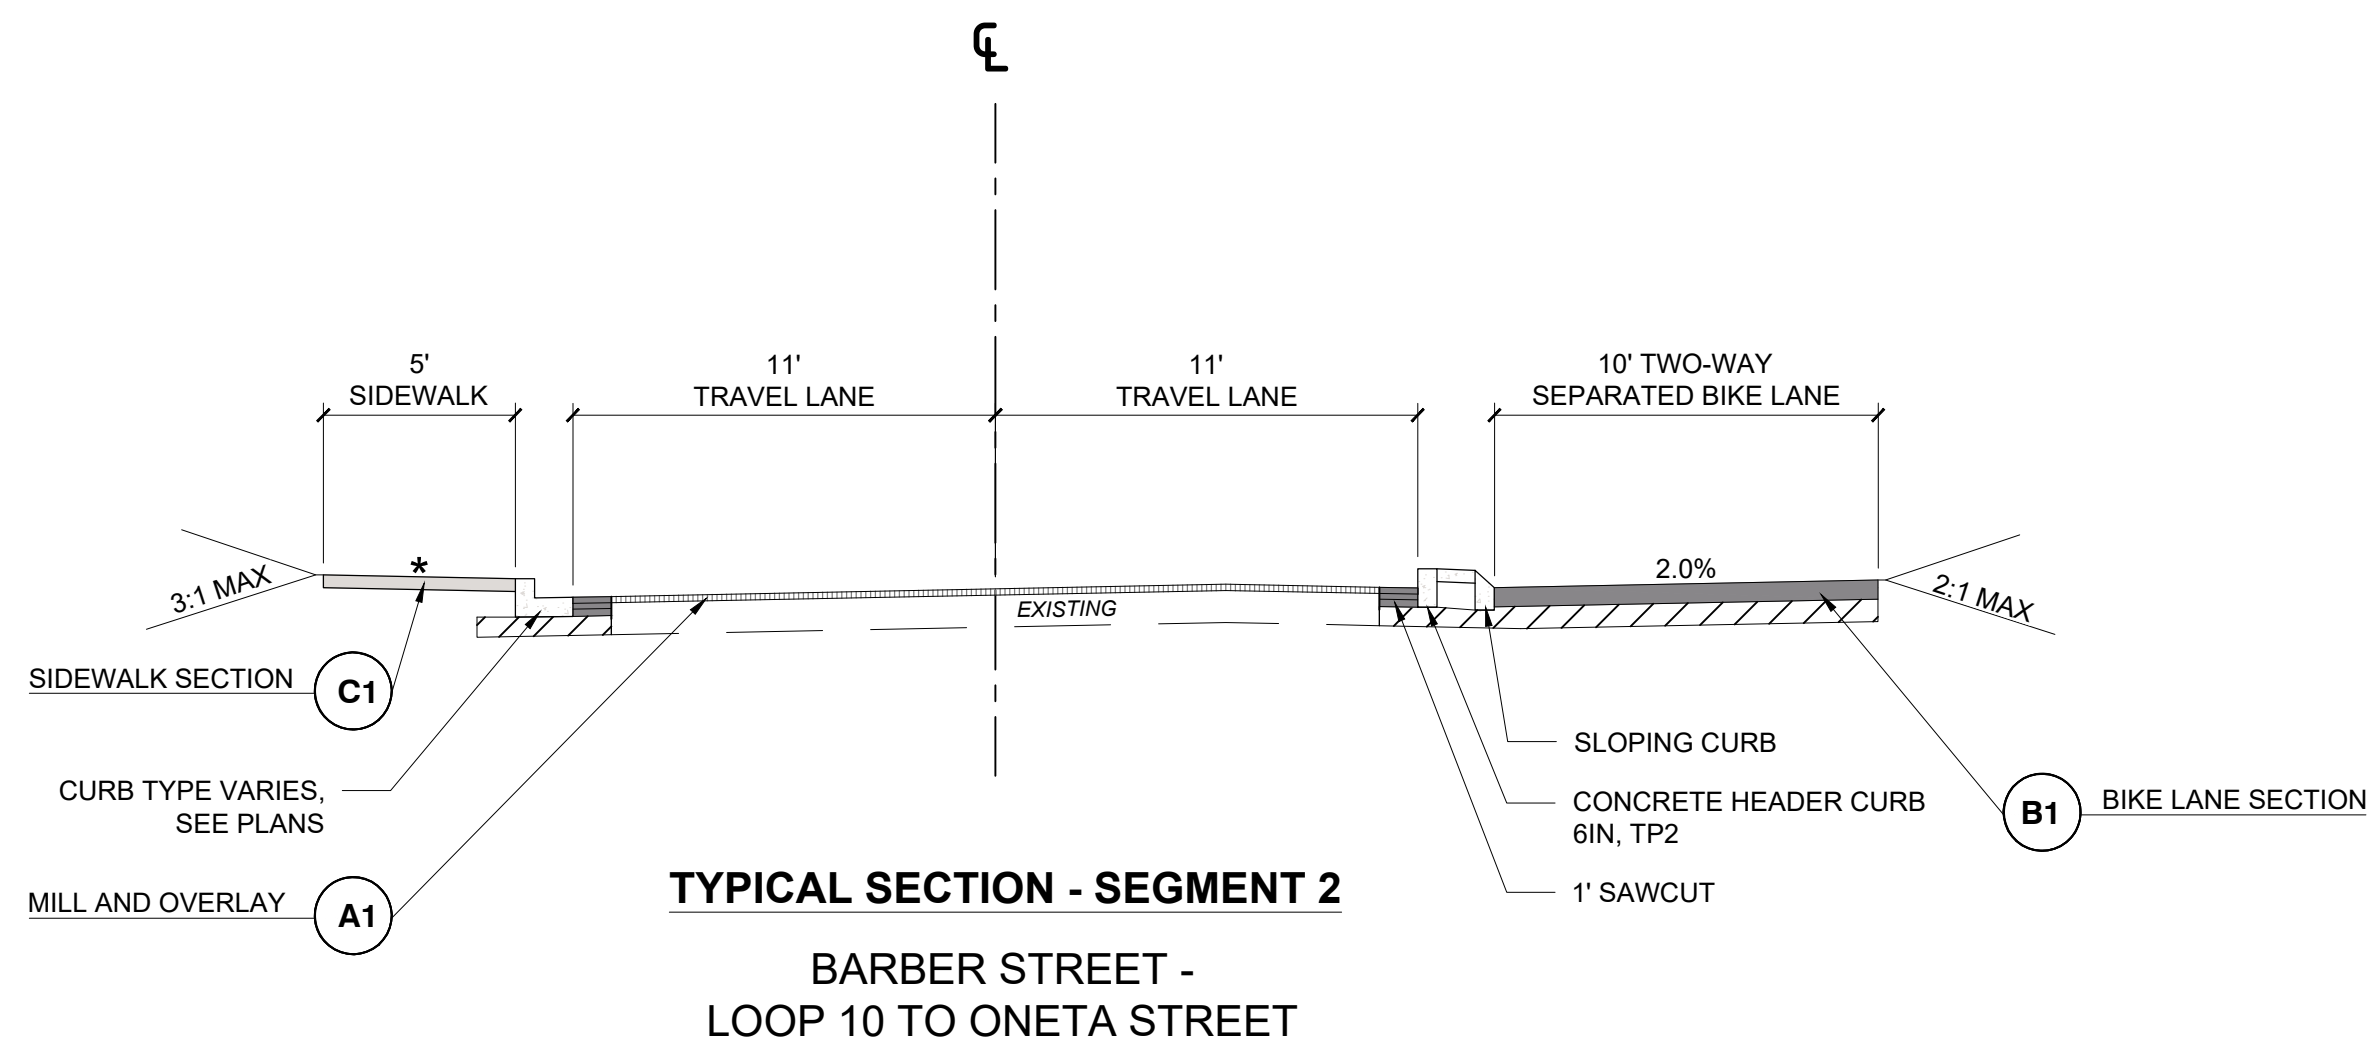 ℄
5'
SIDEWALK
11'
TRAVEL LANE
11'
TRAVEL LANE
10' TWO-WAY
SEPARATED BIKE LANE
3:1 MAX
*
EXISTING
2.0%
2:1 MAX
SIDEWALK SECTION
C1
CURB TYPE VARIES,
SEE PLANS
MILL AND OVERLAY
A1
SLOPING CURB
CONCRETE HEADER CURB
6IN, TP2
1' SAWCUT
B1
BIKE LANE SECTION
TYPICAL SECTION - SEGMENT 2
BARBER STREET -
LOOP 10 TO ONETA STREET